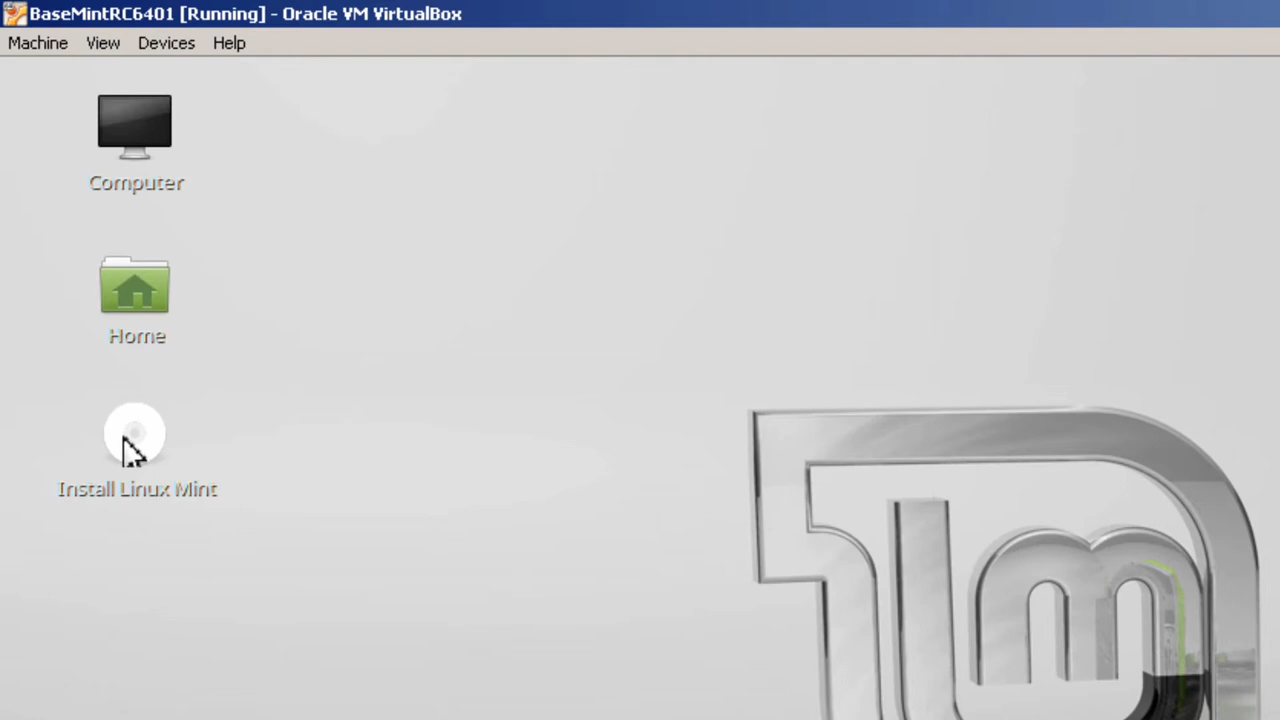 BaseMintRC6401 [Running] - Oracle VM VirtualBox
Machine View Devices Help
Computer
Home
Install Linux Mint